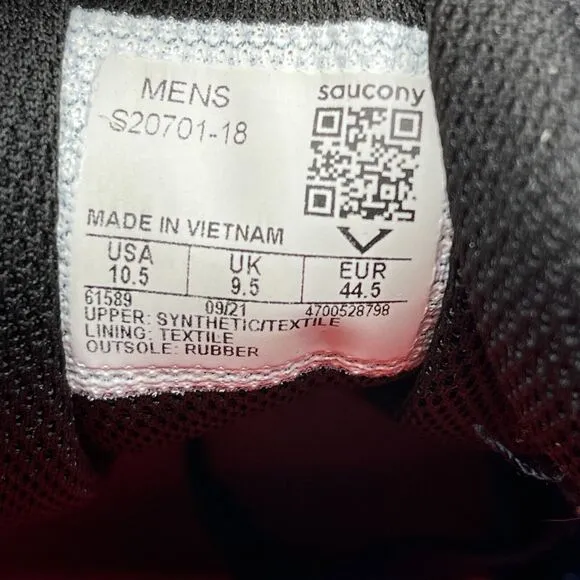 MENS
saucony
S20701-18
MADE IN VIETNAM
USA UK EUR
10.5 9.5 44.5
61589 09/21 4700528798
UPPER: SYNTHETIC/TEXTILE
LINING: TEXTILE
OUTSOLE: RUBBER